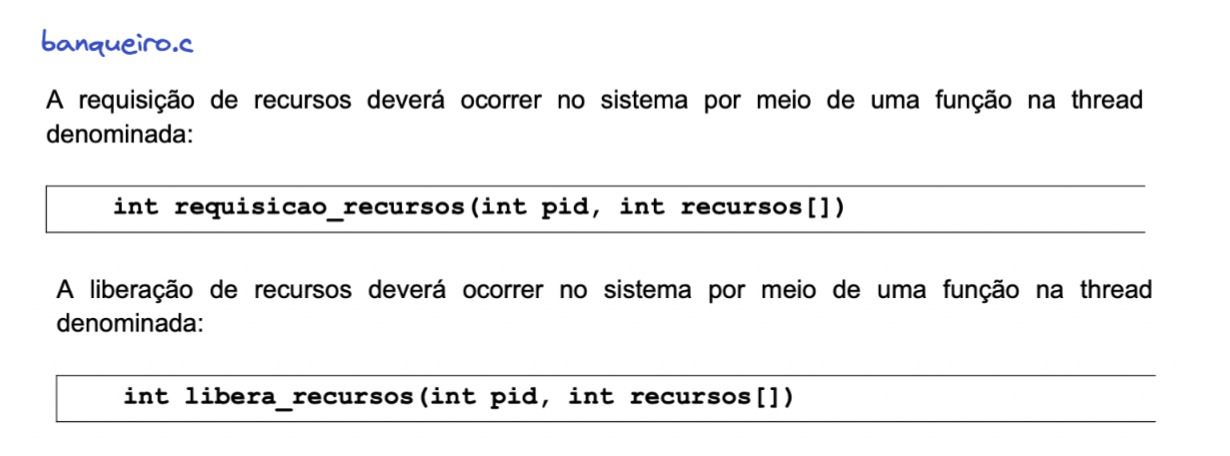 banqueiro.c
A requisição de recursos deverá ocorrer no sistema por meio de uma função na thread
denominada:
int requisicao_recursos(int pid, int recursos[])
A liberação de recursos deverá ocorrer no sistema por meio de uma função na thread
denominada:
int libera_recursos(int pid, int recursos[])